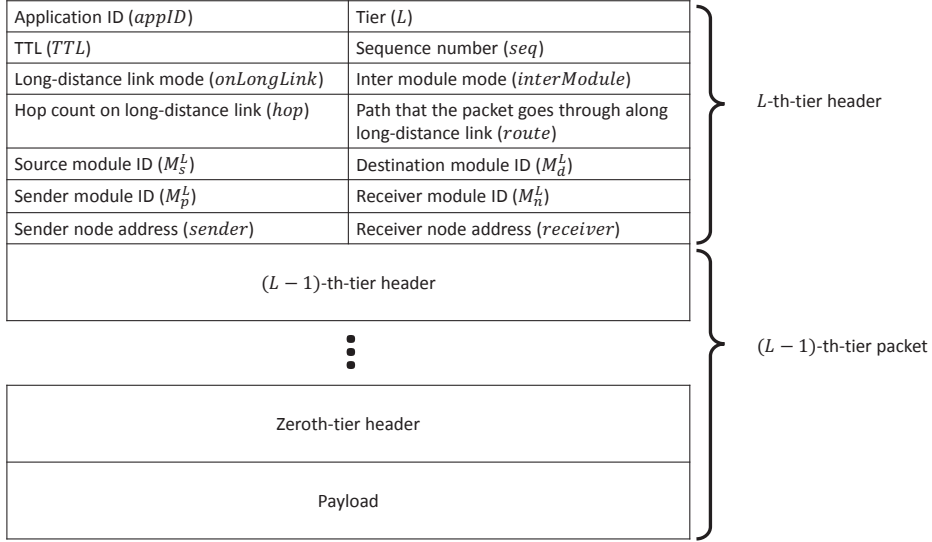 Application ID (appID)
Tier (L)
TTL (TTL)
Sequence number (seq)
Long-distance link mode (onLongLink)
Inter module mode (interModule)
Hop count on long-distance link (hop)
Path that the packet goes through along
long-distance link (route)
Source module ID (M_s^L)
Destination module ID (M_d^L)
Sender module ID (M_p^L)
Receiver module ID (M_n^L)
Sender node address (sender)
Receiver node address (receiver)
L-th-tier header
(L − 1)-th-tier header
(L − 1)-th-tier packet
Zeroth-tier header
Payload